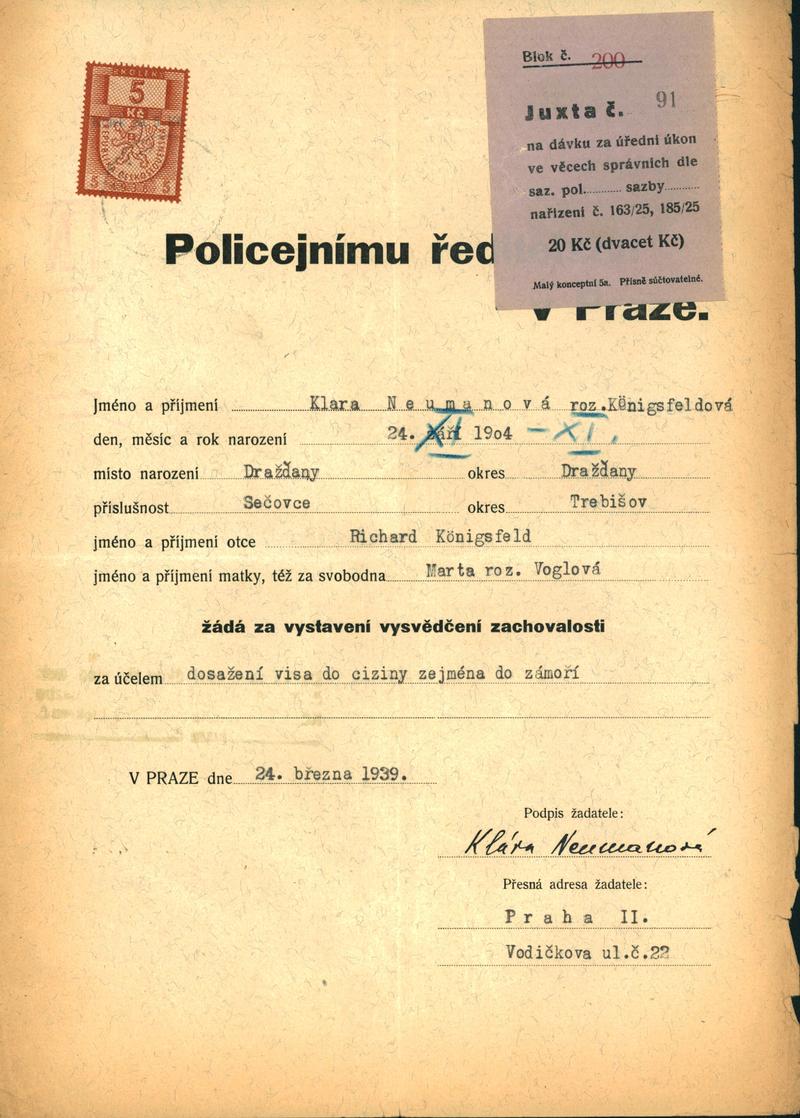 KOLEK
5
Kč
Blok č. 200
Juxta č. 91
na dávku za úřední úkon
ve věcech správních dle
saz. pol............ sazby...........
nařízení č. 163/25, 185/25
20 Kč (dvacet Kč)
Malý konceptní 5a. Přísně súčtovatelné.
Policejnímu řed
v Praze.
Jméno a příjmení Klara Neumanová roz.Königsfeldová
den, měsíc a rok narození 24. září XI 1904 – XI.
místo narození Draždany okres Draždany
příslušnost Sečovce okres Trebišov
jméno a příjmení otce Richard Königsfeld
jméno a příjmení matky, též za svobodna Marta roz. Voglová
žádá za vystavení vysvědčení zachovalosti
za účelem dosažení visa do ciziny zejména do zámoří
V PRAZE dne 24. března 1939.
Podpis žadatele:
Klára Neumanová
Přesná adresa žadatele:
Praha II.
Vodičkova ul.č.22